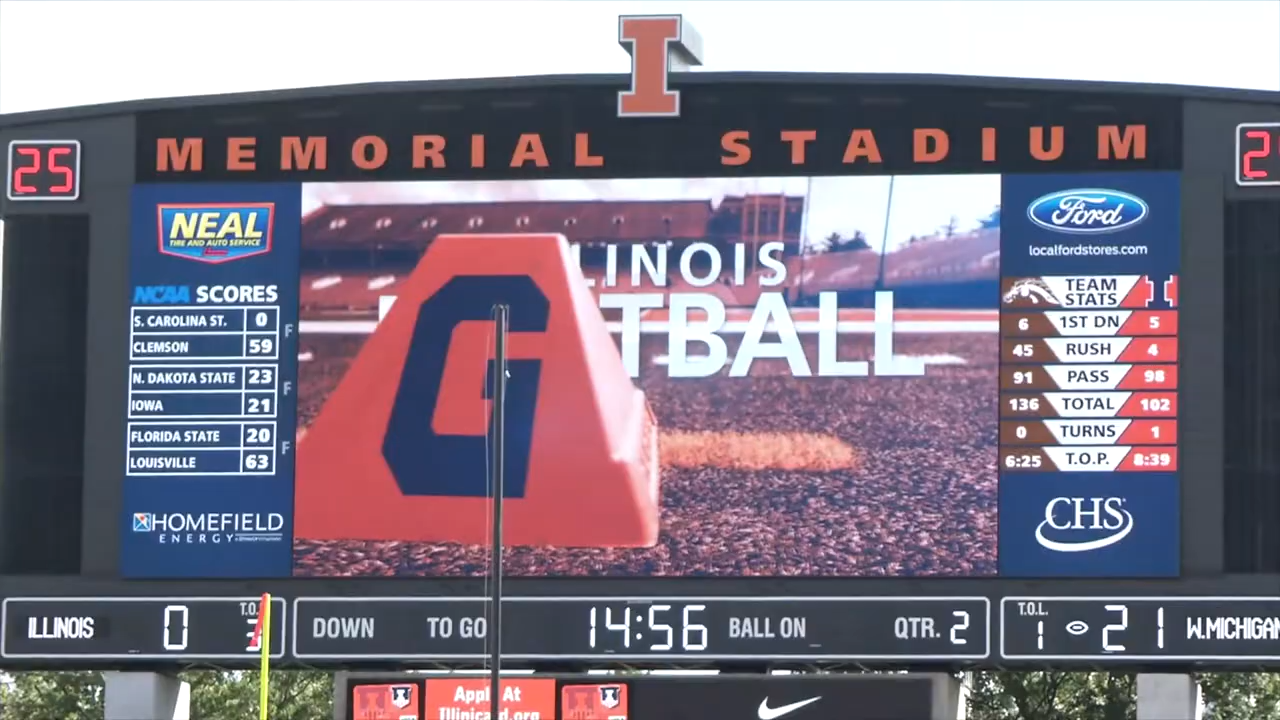 I
MEMORIAL STADIUM
25
NEAL
TIRE AND AUTO SERVICE
NCAA SCORES
S. CAROLINA ST. 0
CLEMSON 59
F
N. DAKOTA STATE 23
IOWA 21
F
FLORIDA STATE 20
LOUISVILLE 63
F
HOMEFIELD
ENERGY
LINOIS
TBALL
G
Ford
localfordstores.com
TEAM
STATS
I
6 1ST DN 5
45 RUSH 4
91 PASS 98
136 TOTAL 102
0 TURNS 1
6:25 T.O.P. 8:39
CHS
ILLINOIS 0 T.O. 3
DOWN TO GO 14:56 BALL ON QTR. 2
T.O.L. 1 21 W.MICHIGAN
Apply At
Illinicard.org